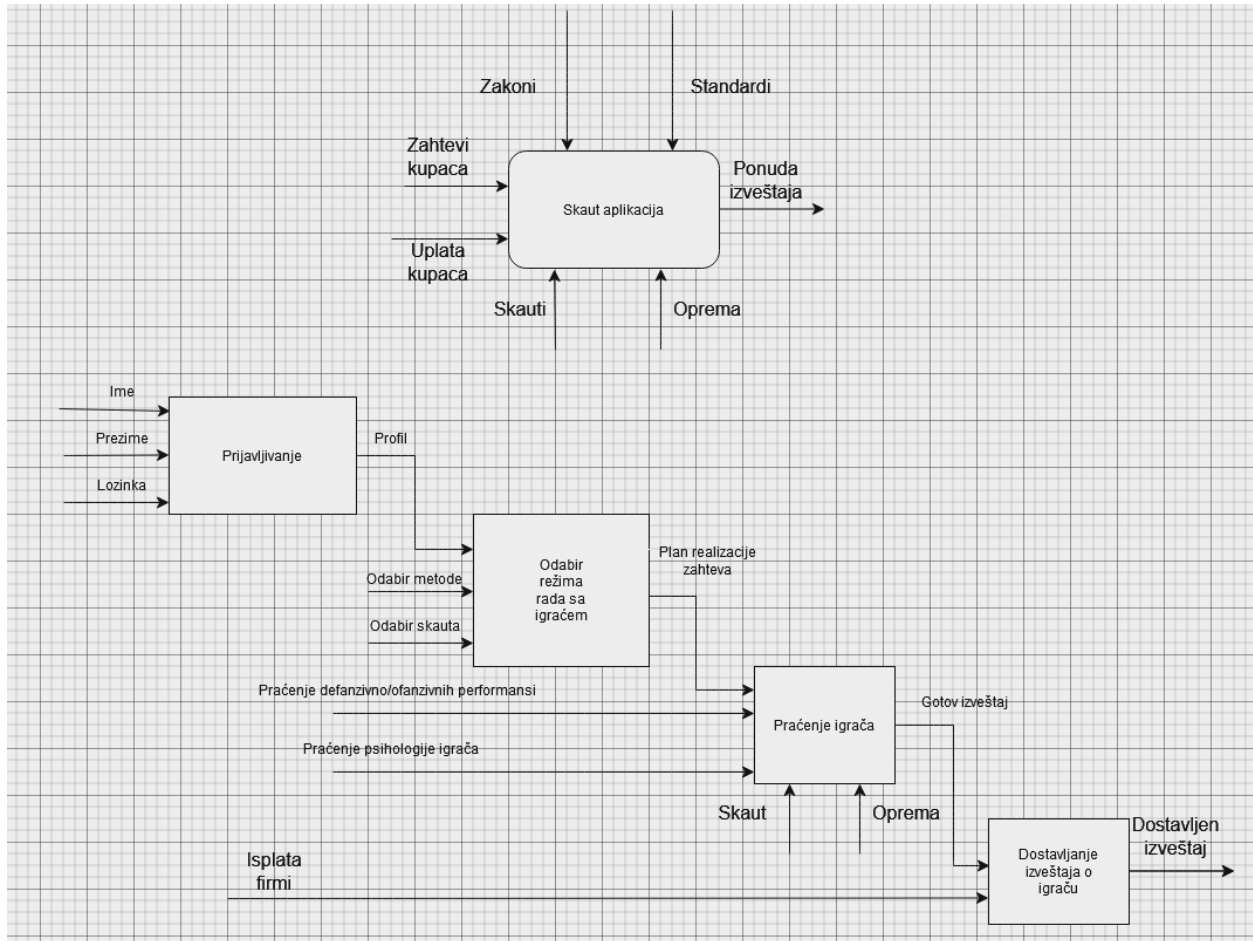 Zakoni
Standardi
Zahtevi
kupaca
Ponuda
izveštaja
Skaut aplikacija
Uplata
kupaca
Skauti
Oprema
Ime
Prezime
Lozinka
Prijavljivanje
Profil
Odabir metode
Odabir skauta
Odabir
režima
rada sa
igraćem
Plan realizacije
zahteva
Praćenje defanzivno/ofanzivnih performansi
Praćenje psihologije igrača
Praćenje igrača
Gotov izveštaj
Skaut
Oprema
Isplata
firmi
Dostavljanje
izveštaja o
igraču
Dostavljen
izveštaj